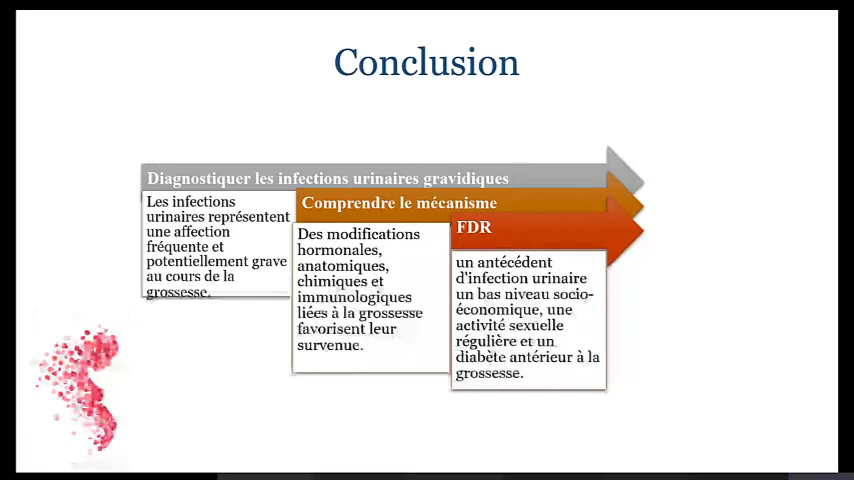 Conclusion
Diagnostiquer les infections urinaires gravidiques
Les infections
urinaires représentent
une affection
fréquente et
potentiellement grave
au cours de la
grossesse.
Comprendre le mécanisme
Des modifications
hormonales,
anatomiques,
chimiques et
immunologiques
liées à la grossesse
favorisent leur
survenue.
FDR
un antécédent
d'infection urinaire
un bas niveau socio-
économique, une
activité sexuelle
régulière et un
diabète antérieur à la
grossesse.